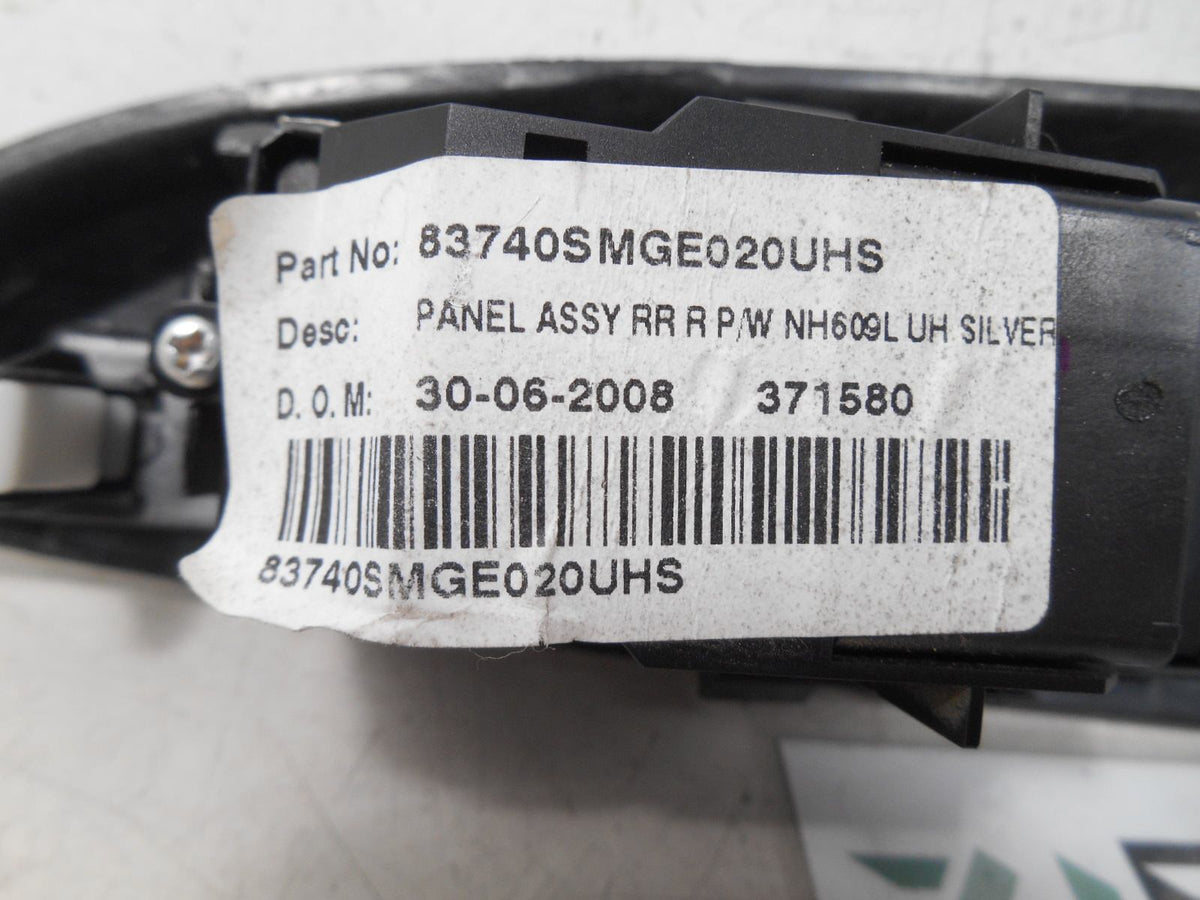 Part No: 83740SMGE020UHS
Desc: PANEL ASSY RR R P/W NH609L UH SILVER
D. O. M: 30-06-2008 371580
83740SMGE020UHS